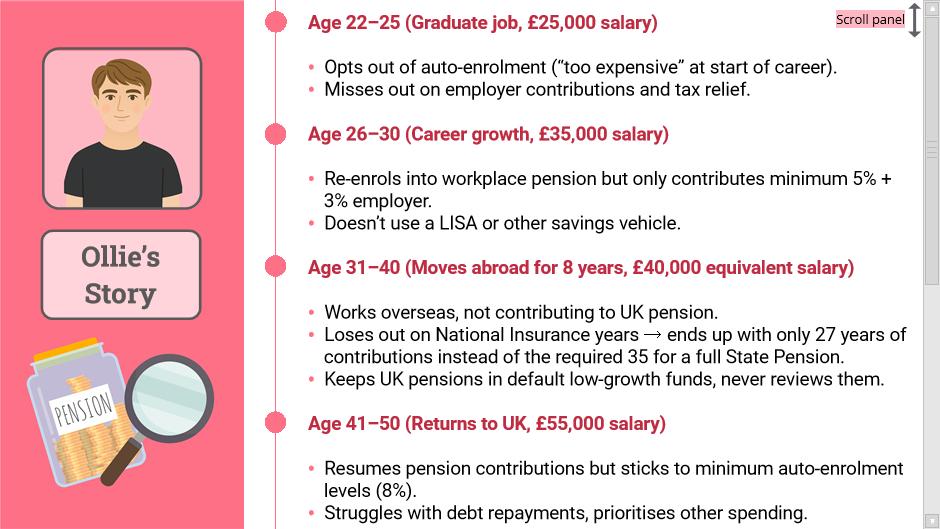 Age 22–25 (Graduate job, £25,000 salary)
Scroll panel
• Opts out of auto-enrolment (“too expensive” at start of career).
• Misses out on employer contributions and tax relief.
Age 26–30 (Career growth, £35,000 salary)
• Re-enrols into workplace pension but only contributes minimum 5% +
3% employer.
• Doesn’t use a LISA or other savings vehicle.
Ollie’s
Story
Age 31–40 (Moves abroad for 8 years, £40,000 equivalent salary)
• Works overseas, not contributing to UK pension.
• Loses out on National Insurance years → ends up with only 27 years of
contributions instead of the required 35 for a full State Pension.
• Keeps UK pensions in default low-growth funds, never reviews them.
PENSION
Age 41–50 (Returns to UK, £55,000 salary)
• Resumes pension contributions but sticks to minimum auto-enrolment
levels (8%).
• Struggles with debt repayments, prioritises other spending.